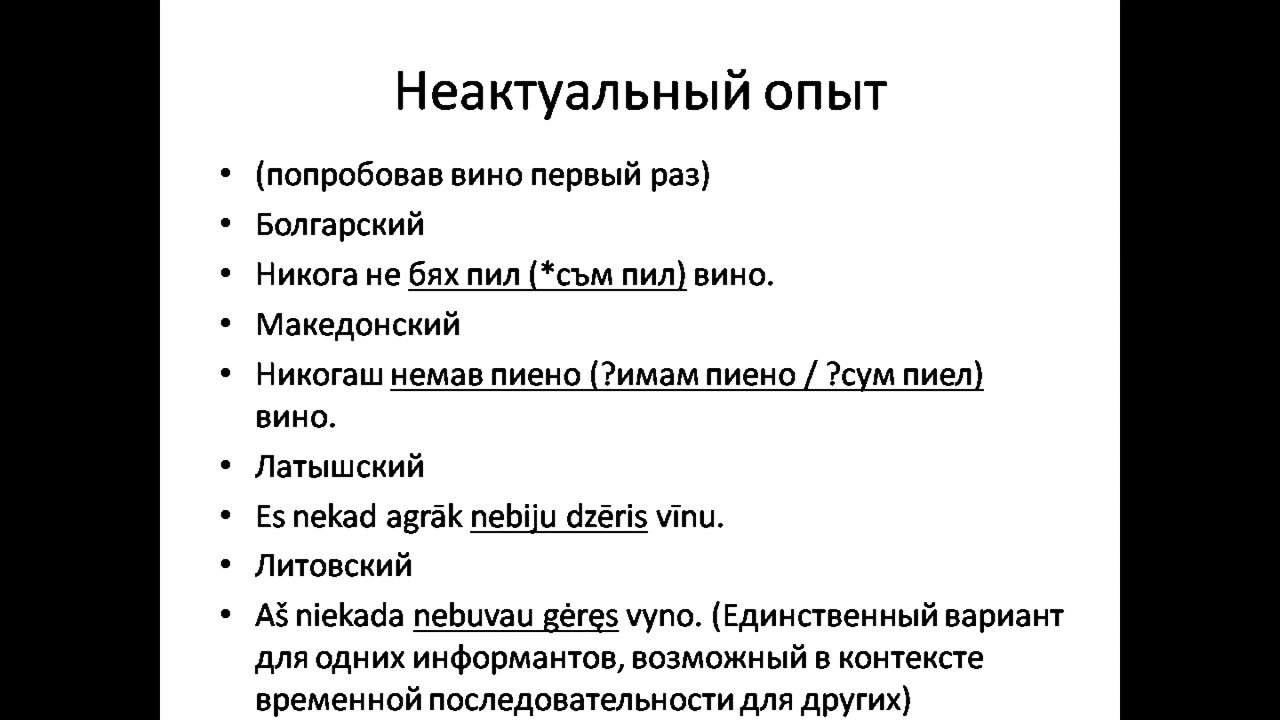 Неактуальный опыт
• (попробовав вино первый раз)
• Болгарский
• Никога не бях пил (*съм пил) вино.
• Македонский
• Никогаш немав пиено (?имам пиено / ?сум пиел)
вино.
• Латышский
• Es nekad agrāk nebiju dzēris vīnu.
• Литовский
• Aš niekada nebuvau gėręs vyno. (Единственный вариант
для одних информантов, возможный в контексте
временной последовательности для других)